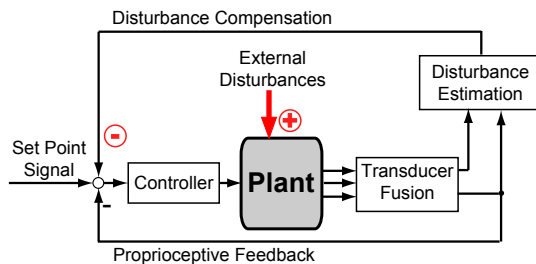 Disturbance Compensation
External
Disturbances
Disturbance
Estimation
+
-
Set Point
Signal
Controller
Plant
Transducer
Fusion
-
Proprioceptive Feedback